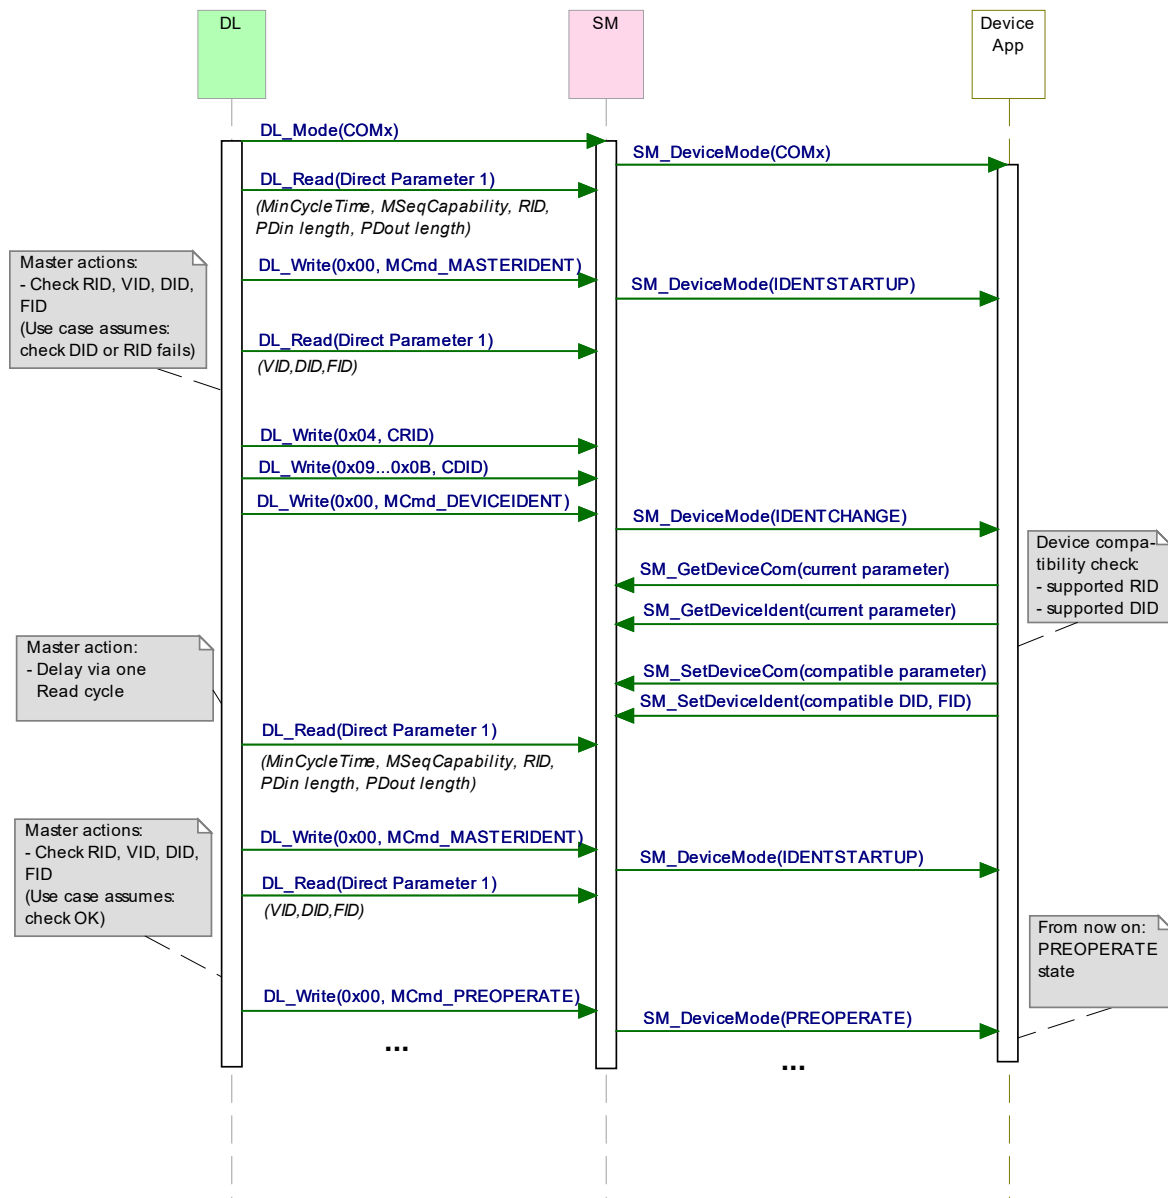 DL
SM
Device
App
DL_Mode(COMx)
SM_DeviceMode(COMx)
DL_Read(Direct Parameter 1)
(MinCycleTime, MSeqCapability, RID,
PDin length, PDout length)
Master actions:
- Check RID, VID, DID,
FID
(Use case assumes:
check DID or RID fails)
DL_Write(0x00, MCmd_MASTERIDENT)
SM_DeviceMode(IDENTSTARTUP)
DL_Read(Direct Parameter 1)
(VID,DID,FID)
DL_Write(0x04, CRID)
DL_Write(0x09...0x0B, CDID)
DL_Write(0x00, MCmd_DEVICEIDENT)
SM_DeviceMode(IDENTCHANGE)
Device compa-
tibility check:
- supported RID
- supported DID
SM_GetDeviceCom(current parameter)
SM_GetDeviceIdent(current parameter)
Master action:
- Delay via one
Read cycle
SM_SetDeviceCom(compatible parameter)
SM_SetDeviceIdent(compatible DID, FID)
DL_Read(Direct Parameter 1)
(MinCycleTime, MSeqCapability, RID,
PDin length, PDout length)
Master actions:
- Check RID, VID, DID,
FID
(Use case assumes:
check OK)
DL_Write(0x00, MCmd_MASTERIDENT)
SM_DeviceMode(IDENTSTARTUP)
DL_Read(Direct Parameter 1)
(VID,DID,FID)
From now on:
PREOPERATE
state
DL_Write(0x00, MCmd_PREOPERATE)
SM_DeviceMode(PREOPERATE)
...
...